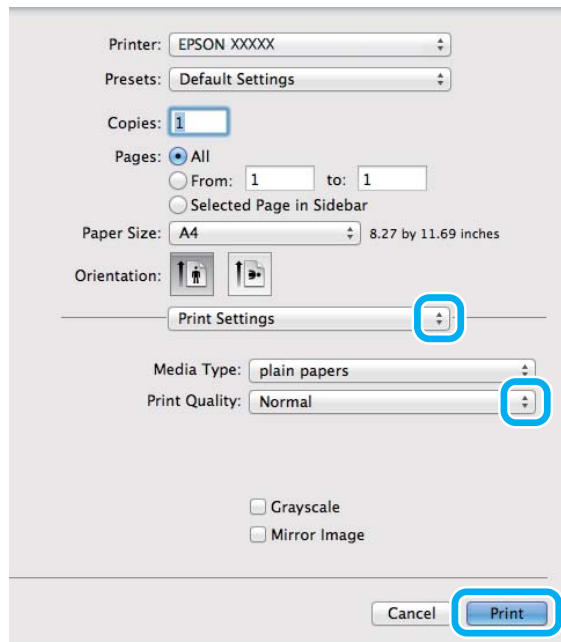 Printer: EPSON XXXXX
Presets: Default Settings
Copies: 1
Pages: All
From: 1 to: 1
Selected Page in Sidebar
Paper Size: A4 8.27 by 11.69 inches
Orientation:
Print Settings
Media Type: plain papers
Print Quality: Normal
Grayscale
Mirror Image
Cancel Print